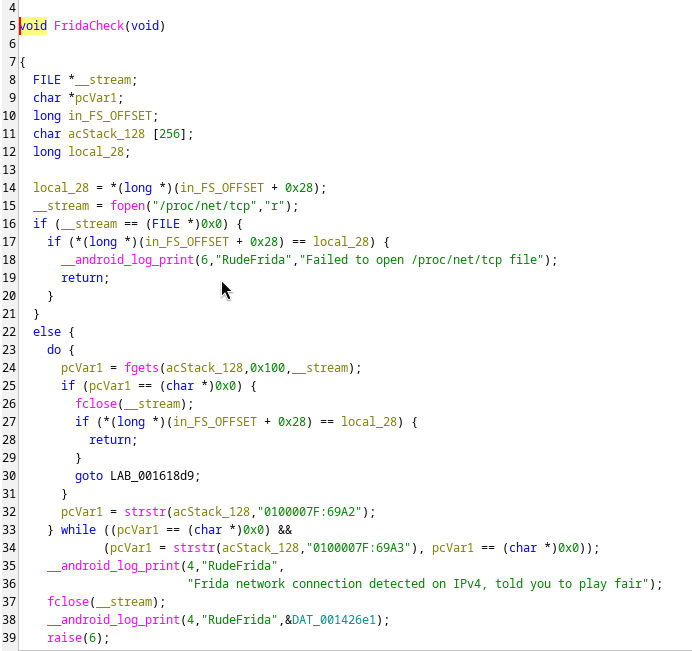 4
5 void FridaCheck(void)
6
7 {
8 FILE *__stream;
9 char *pcVar1;
10 long in_FS_OFFSET;
11 char acStack_128 [256];
12 long local_28;
13
14 local_28 = *(long *)(in_FS_OFFSET + 0x28);
15 __stream = fopen("/proc/net/tcp","r");
16 if (__stream == (FILE *)0x0) {
17 if (*(long *)(in_FS_OFFSET + 0x28) == local_28) {
18 __android_log_print(6,"RudeFrida","Failed to open /proc/net/tcp file");
19 return;
20 }
21 }
22 else {
23 do {
24 pcVar1 = fgets(acStack_128,0x100,__stream);
25 if (pcVar1 == (char *)0x0) {
26 fclose(__stream);
27 if (*(long *)(in_FS_OFFSET + 0x28) == local_28) {
28 return;
29 }
30 goto LAB_001618d9;
31 }
32 pcVar1 = strstr(acStack_128,"0100007F:69A2");
33 } while ((pcVar1 == (char *)0x0) &&
34 (pcVar1 = strstr(acStack_128,"0100007F:69A3"), pcVar1 == (char *)0x0));
35 __android_log_print(4,"RudeFrida",
36 "Frida network connection detected on IPv4, told you to play fair");
37 fclose(__stream);
38 __android_log_print(4,"RudeFrida",&DAT_001426e1);
39 raise(6);